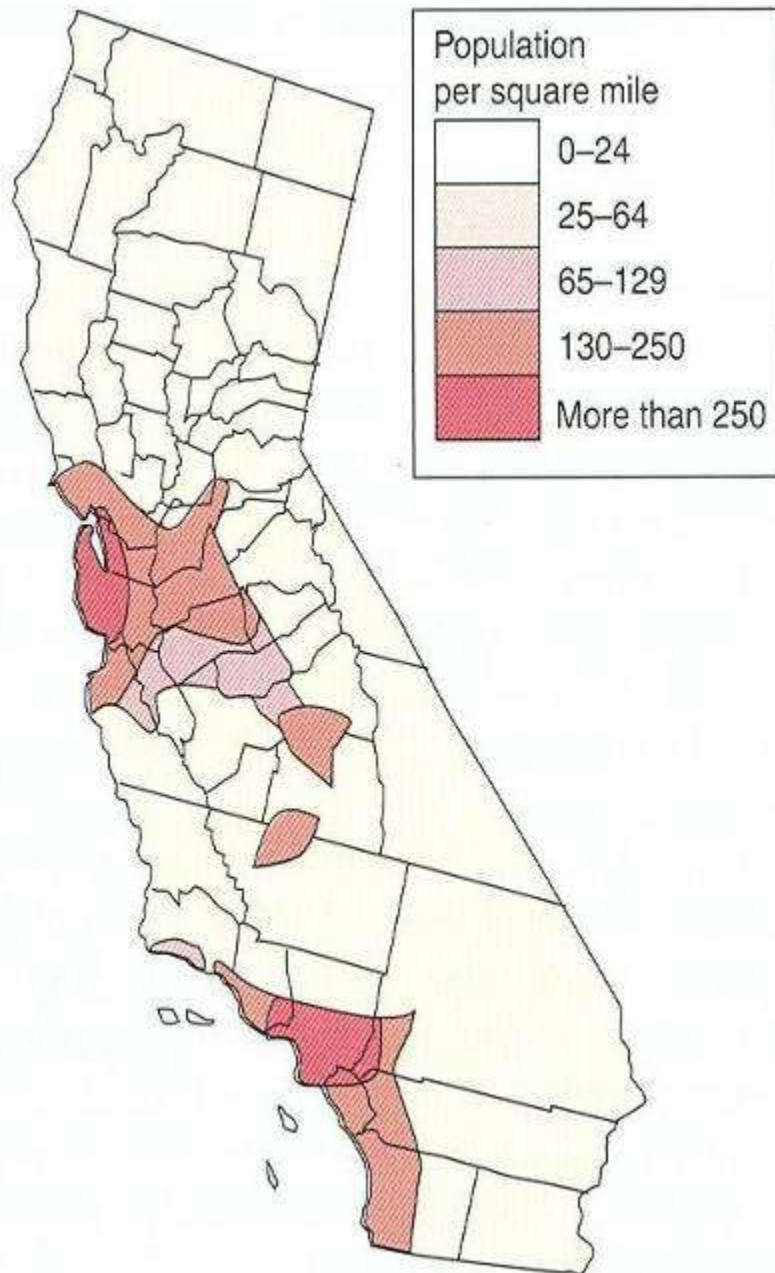 Population
per square mile
0–24
25–64
65–129
130–250
More than 250